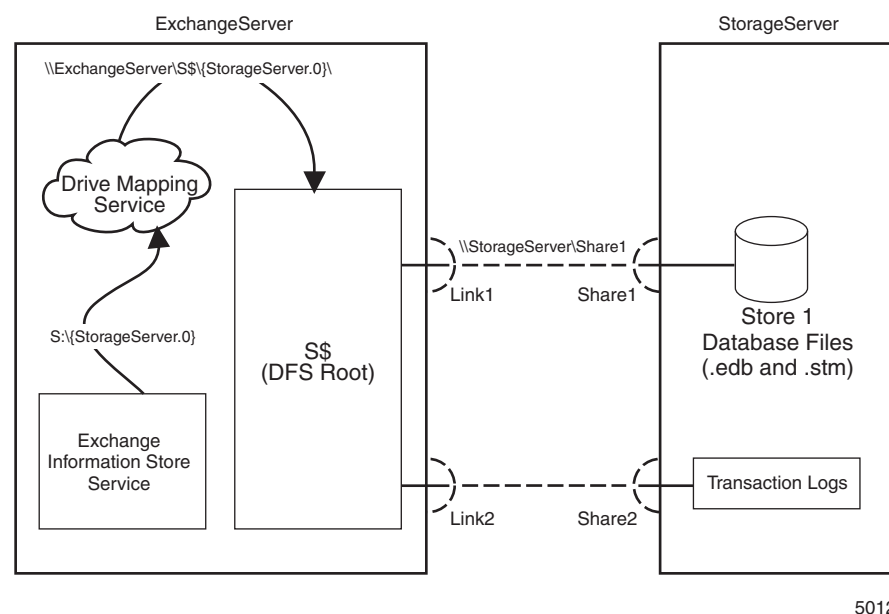 ExchangeServer
StorageServer
\\ExchangeServer\S$\{StorageServer.0}\
Drive Mapping
Service
\\StorageServer\Share1
Link1
Share1
S:\{StorageServer.0}
S$
(DFS Root)
Store 1
Database Files
(.edb and .stm)
Exchange
Information Store
Service
Transaction Logs
Link2
Share2
5012